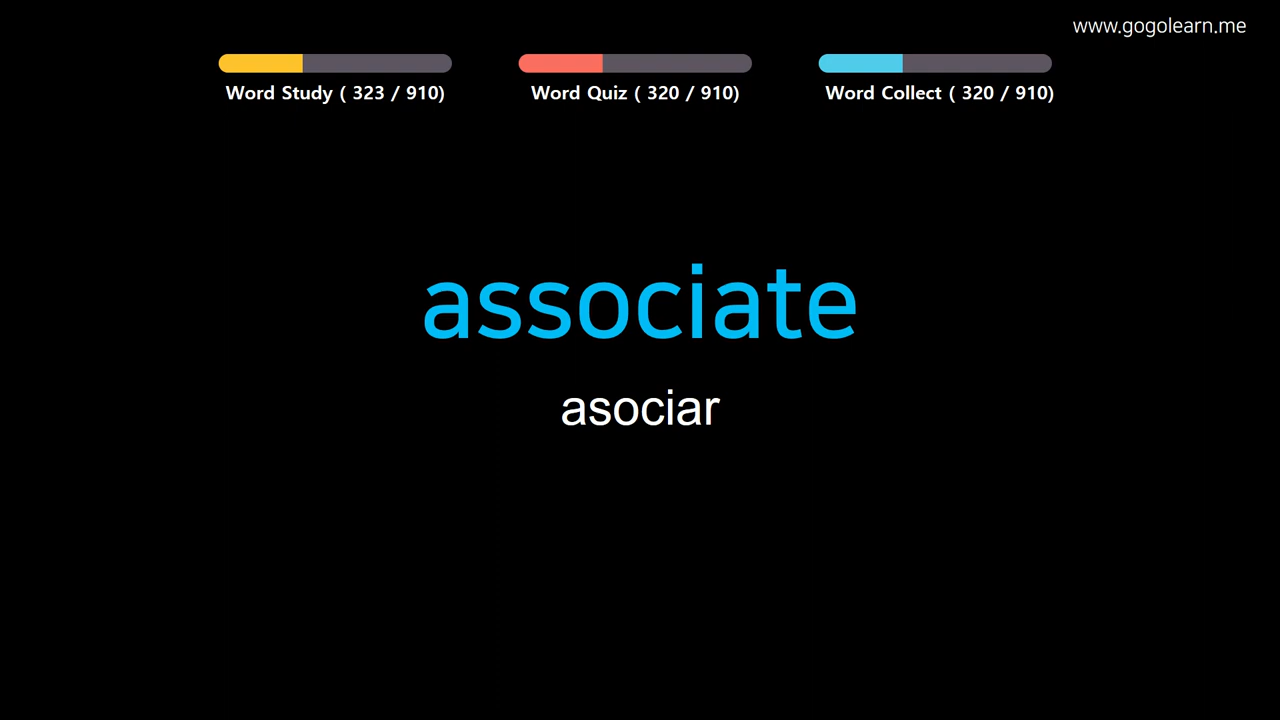 www.gogolearn.me
Word Study ( 323 / 910)
Word Quiz ( 320 / 910)
Word Collect ( 320 / 910)
associate
asociar